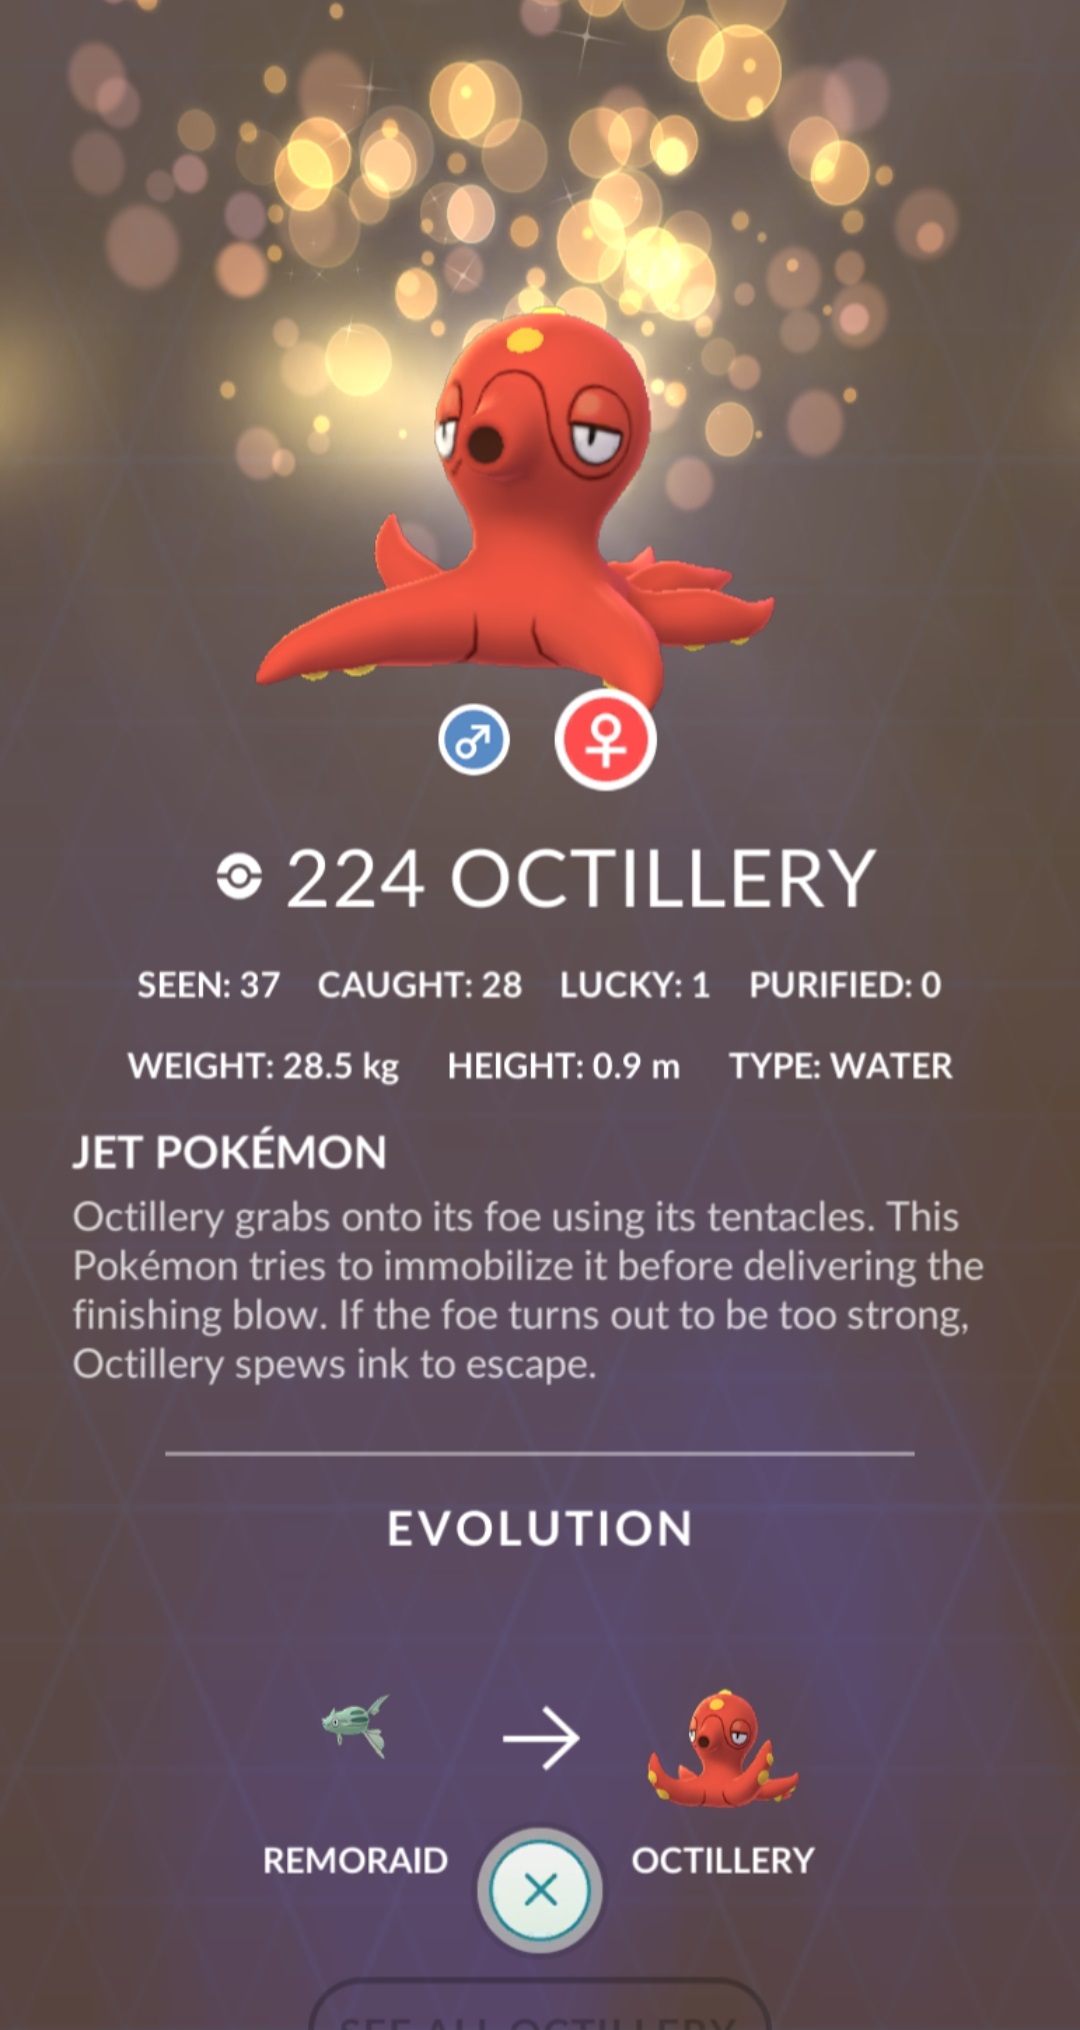 224 OCTILLERY
SEEN: 37 CAUGHT: 28 LUCKY: 1 PURIFIED: 0
WEIGHT: 28.5 kg HEIGHT: 0.9 m TYPE: WATER
JET POKÉMON
Octillery grabs onto its foe using its tentacles. This
Pokémon tries to immobilize it before delivering the
finishing blow. If the foe turns out to be too strong,
Octillery spews ink to escape.
EVOLUTION
REMORAID OCTILLERY
SEE ALL OCTILLERY